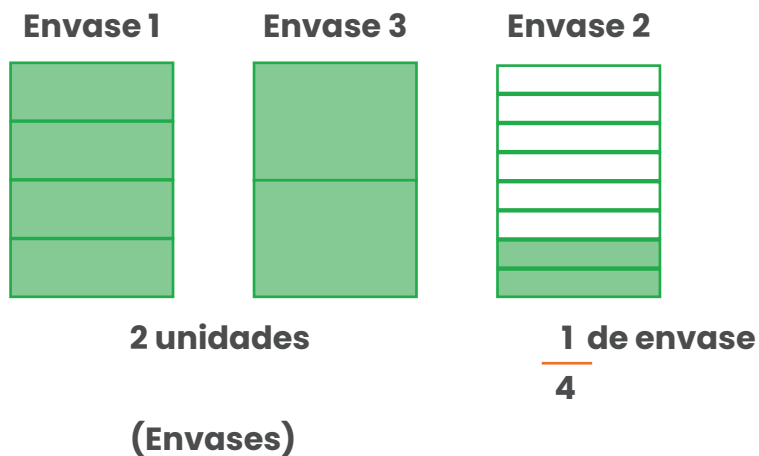 Envase 1
Envase 3
Envase 2
2 unidades
1 de envase
4
(Envases)